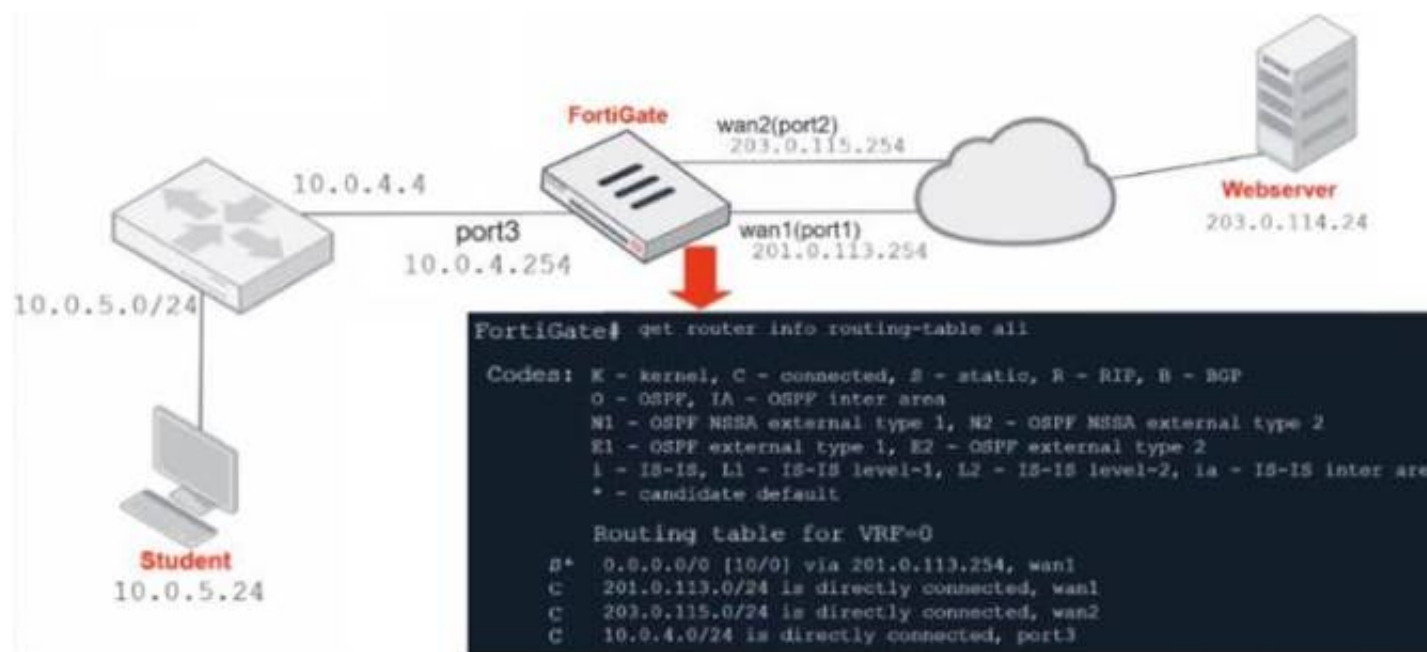 FortiGate
wan2(port2)
203.0.115.254
10.0.4.4
Webserver
203.0.114.24
port3
10.0.4.254
wan1(port1)
201.0.113.254
10.0.5.0/24
Student
10.0.5.24
FortiGate# get router info routing-table all
Codes: K - kernel, C - connected, S - static, R - RIP, B - BGP
O - OSPF, IA - OSPF inter area
N1 - OSPF NSSA external type 1, N2 - OSPF NSSA external type 2
E1 - OSPF external type 1, E2 - OSPF external type 2
i - IS-IS, L1 - IS-IS level-1, L2 - IS-IS level-2, ia - IS-IS inter are
* - candidate default
Routing table for VRF=0
S* 0.0.0.0/0 [10/0] via 201.0.113.254, wan1
C 201.0.113.0/24 is directly connected, wan1
C 203.0.115.0/24 is directly connected, wan2
C 10.0.4.0/24 is directly connected, port3